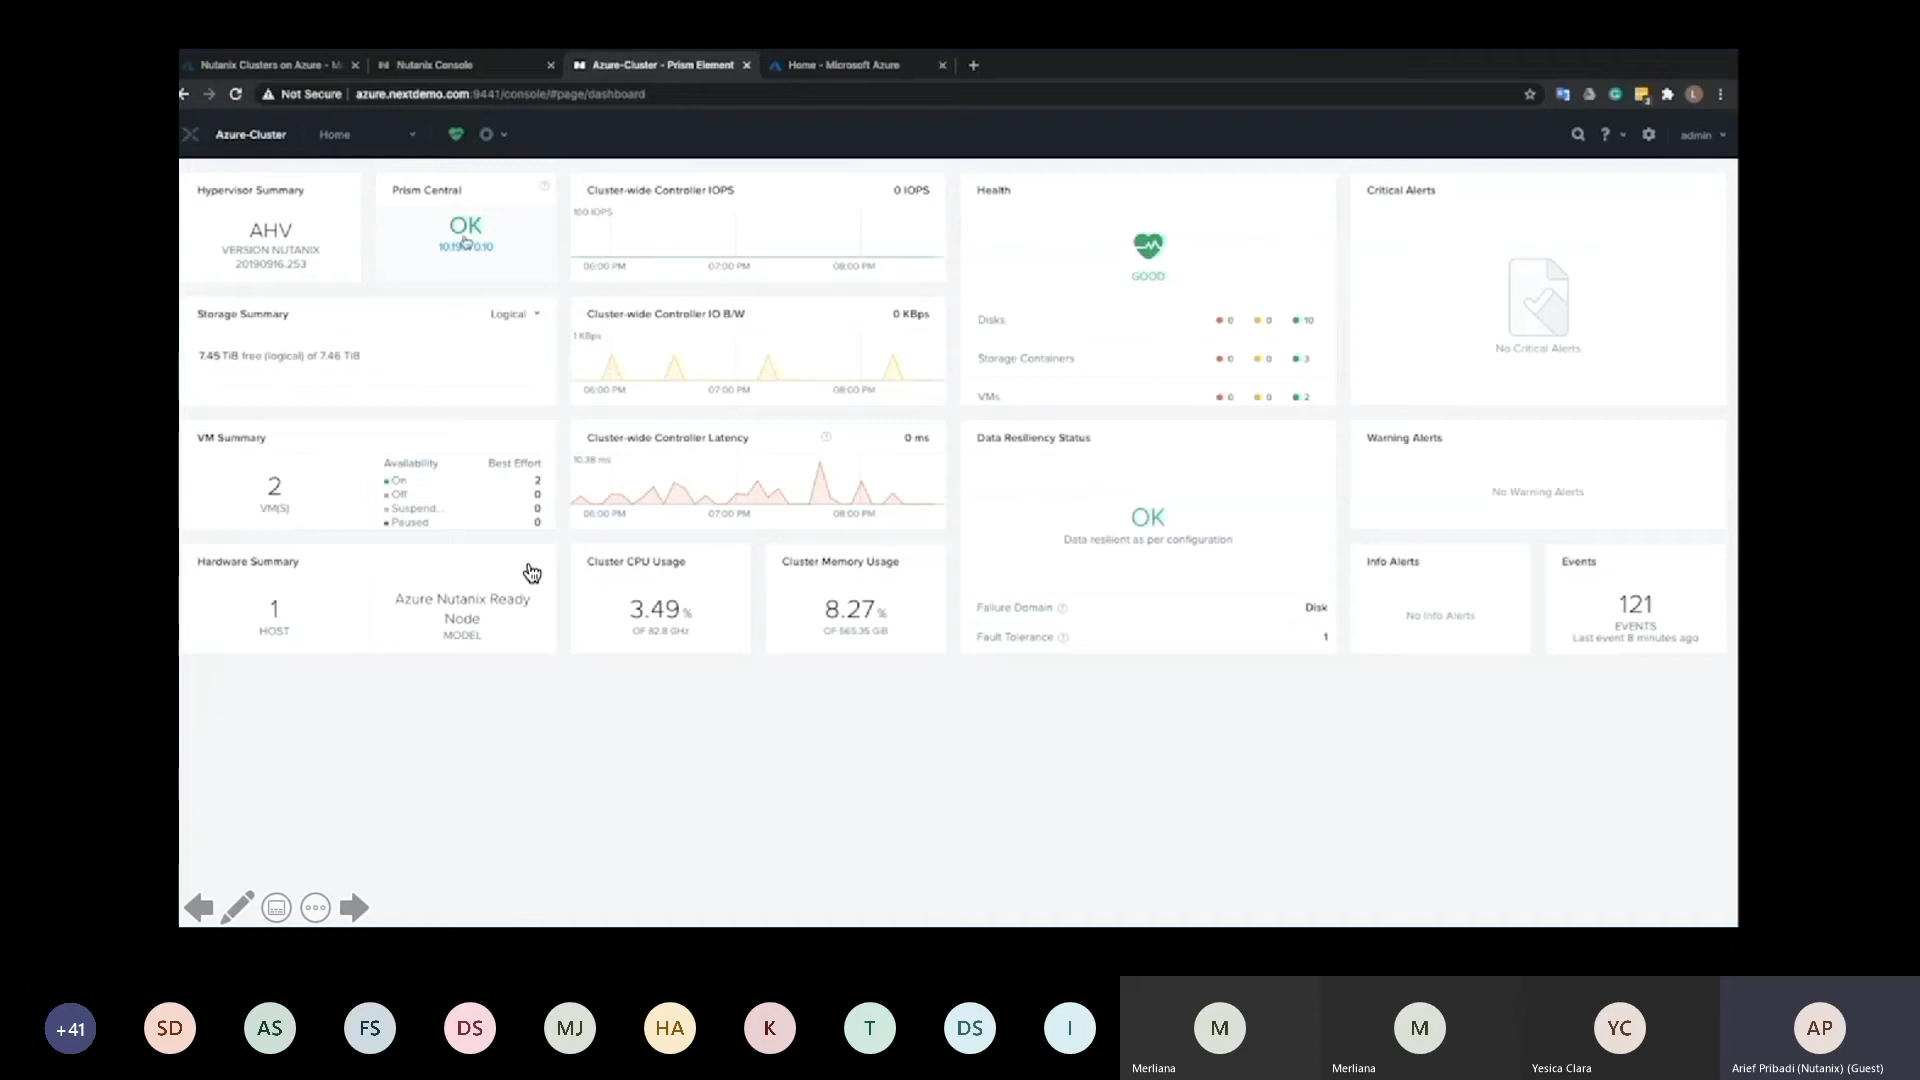 Nutanix Clusters on Azure - M
Nutanix Console
Azure-Cluster - Prism Element
Home - Microsoft Azure
Not Secure
azure.nextdemo.com:9441/console/#page/dashboard
Azure-Cluster
Home
admin
Hypervisor Summary
AHV
VERSION NUTANIX
20190916.253
Prism Central
OK
Cluster-wide Controller IOPS
0 IOPS
100 IOPS
06:00 PM
07:00 PM
08:00 PM
Health
GOOD
Disks
0
0
10
Storage Containers
0
0
3
VMs
0
0
2
Critical Alerts
No Critical Alerts
Storage Summary
Logical
7.45 TiB free (logical) of 7.46 TiB
Cluster-wide Controller IO B/W
0 KBps
1 KBps
06:00 PM
07:00 PM
08:00 PM
VM Summary
2
VM(S)
Availability
Best Effort
On
2
Off
0
Suspend...
0
Paused
0
Cluster-wide Controller Latency
0 ms
10.38 ms
06:00 PM
07:00 PM
08:00 PM
Data Resiliency Status
OK
Data resilient as per configuration
Failure Domain
Disk
Fault Tolerance
1
Warning Alerts
No Warning Alerts
Hardware Summary
1
HOST
Azure Nutanix Ready
Node
MODEL
Cluster CPU Usage
3.49 %
OF 82.8 GHz
Cluster Memory Usage
8.27 %
OF 565.35 GiB
Info Alerts
No Info Alerts
Events
121
EVENTS
Last event 8 minutes ago
+41
SD
AS
FS
DS
MJ
HA
K
T
DS
I
M
Merliana
M
Merliana
YC
Yesica Clara
AP
Arief Pribadi (Nutanix) (Guest)